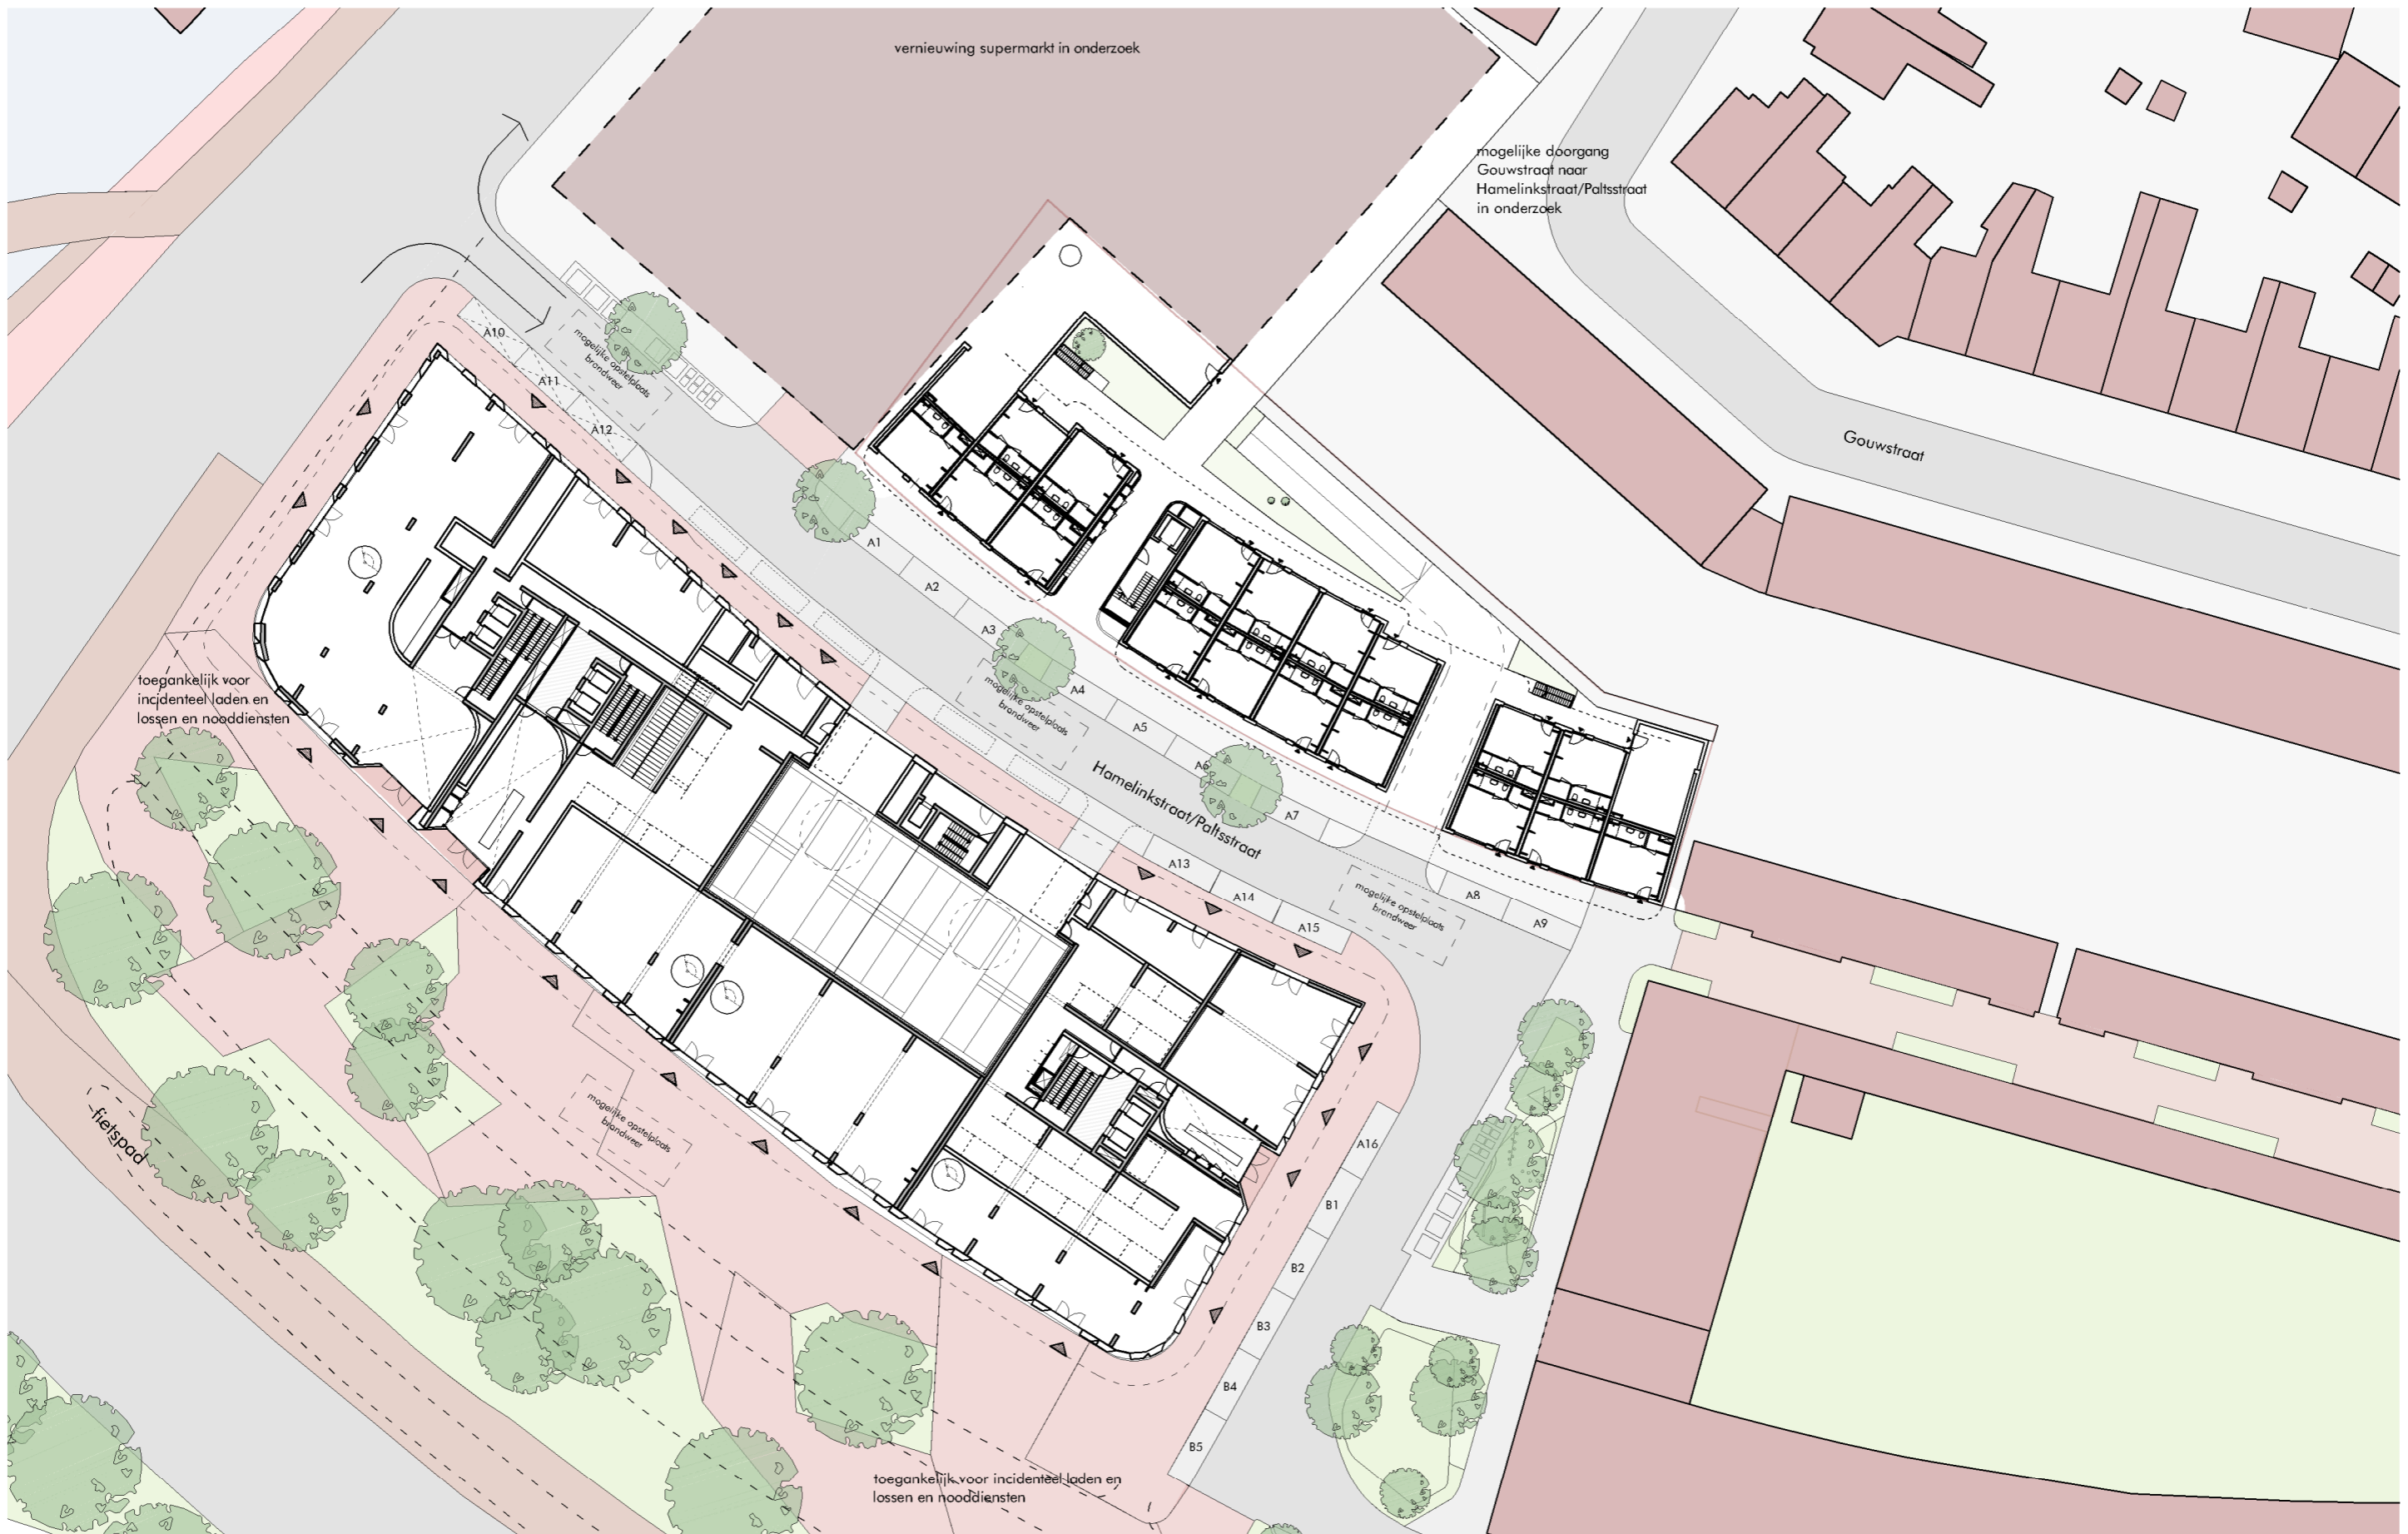 vernieuwing supermarkt in onderzoek
mogelijke doorgang
Gouwstraat naar
Hamelinkstraat/Paltsstraat
in onderzoek
A10
mogelijke opstelplaats
brandweer
A11
A12
Gouwstraat
A1
A2
A3
A4
mogelijke opstelplaats
brandweer
A5
toegankelijk voor
incidenteel laden en
lossen en nooddiensten
A6
Hamelinkstraat/Paltsstraat
A7
A13
A14
A15
mogelijke opstelplaats
brandweer
A8
A9
fietspad
mogelijke opstelplaats
brandweer
A16
B1
B2
B3
B4
B5
toegankelijk voor incidenteel laden en
lossen en nooddiensten